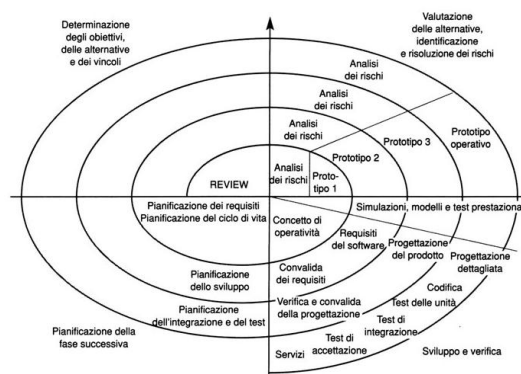 Determinazione
degli obiettivi,
delle alternative
e dei vincoli
Valutazione
delle alternative,
identificazione
e risoluzione dei rischi
Analisi
dei rischi
Analisi
dei rischi
Analisi
dei rischi
Analisi
dei rischi
Proto-
tipo 1
Prototipo 2
Prototipo 3
Prototipo
operativo
REVIEW
Pianificazione dei requisiti
Pianificazione del ciclo di vita
Simulazioni, modelli e test prestaziona
Concetto di
operatività
Requisiti
del software
Progettazione
del prodotto
Progettazione
dettagliata
Pianificazione
dello sviluppo
Convalida
dei requisiti
Codifica
Pianificazione
dell'integrazione e del test
Verifica e convalida
della progettazione
Test delle unità
Test di
integrazione
Test di
accettazione
Servizi
Pianificazione della
fase successiva
Sviluppo e verifica